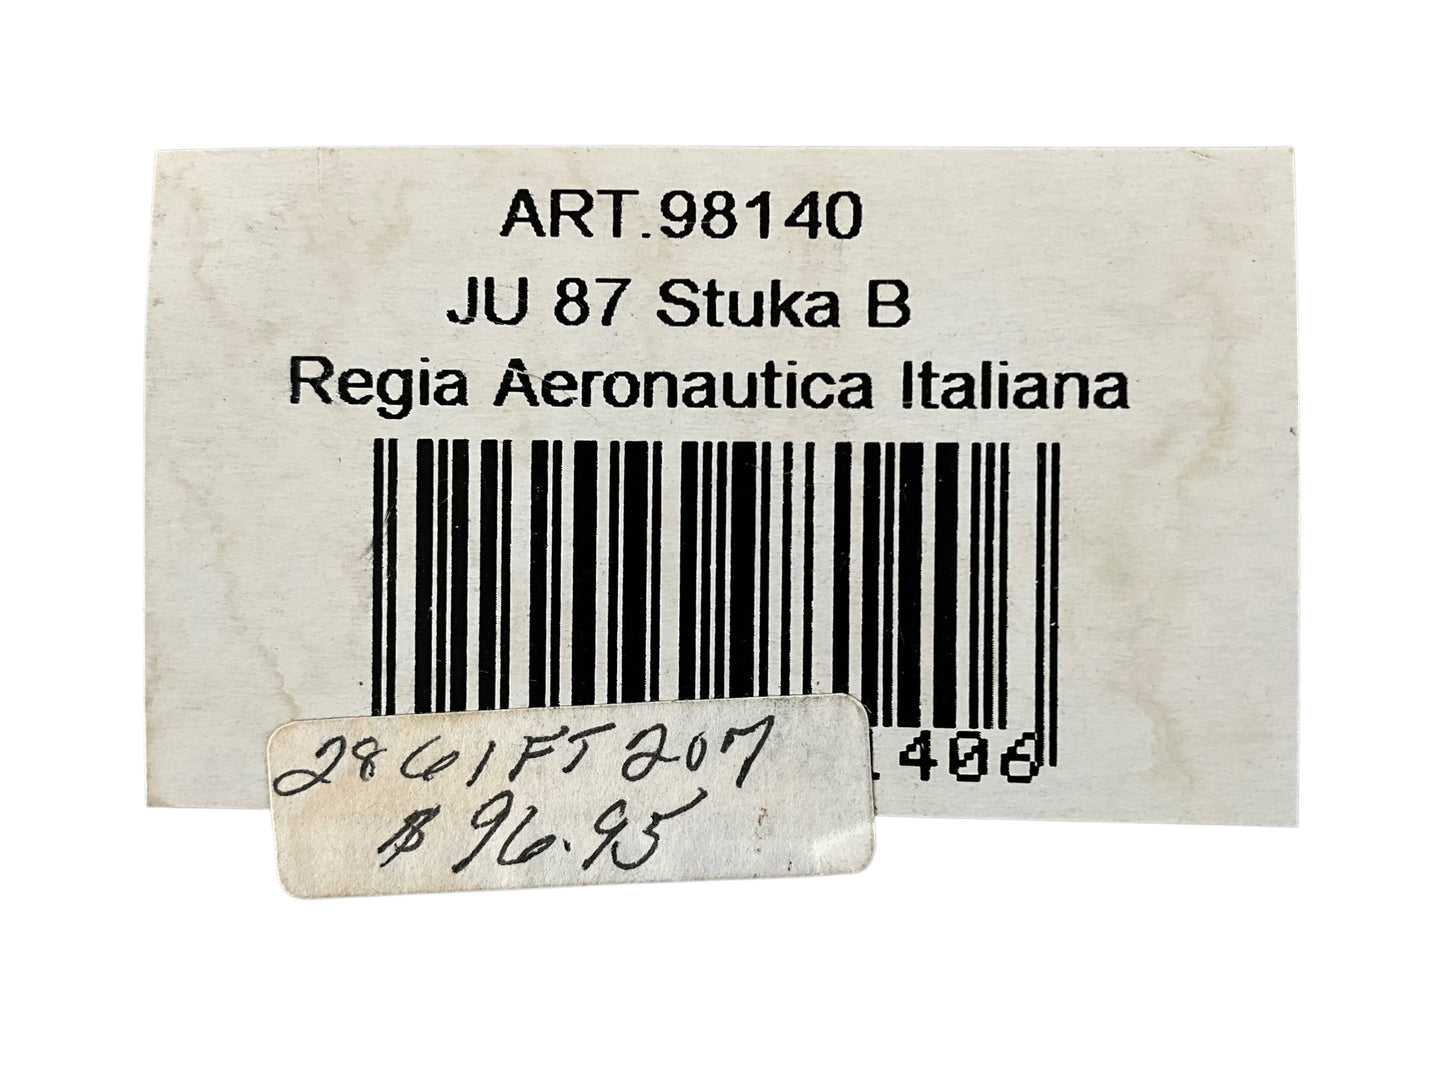 ART.98140
JU 87 Stuka B
Regia Aeronautica Italiana
1406
2861FT207
$96.95